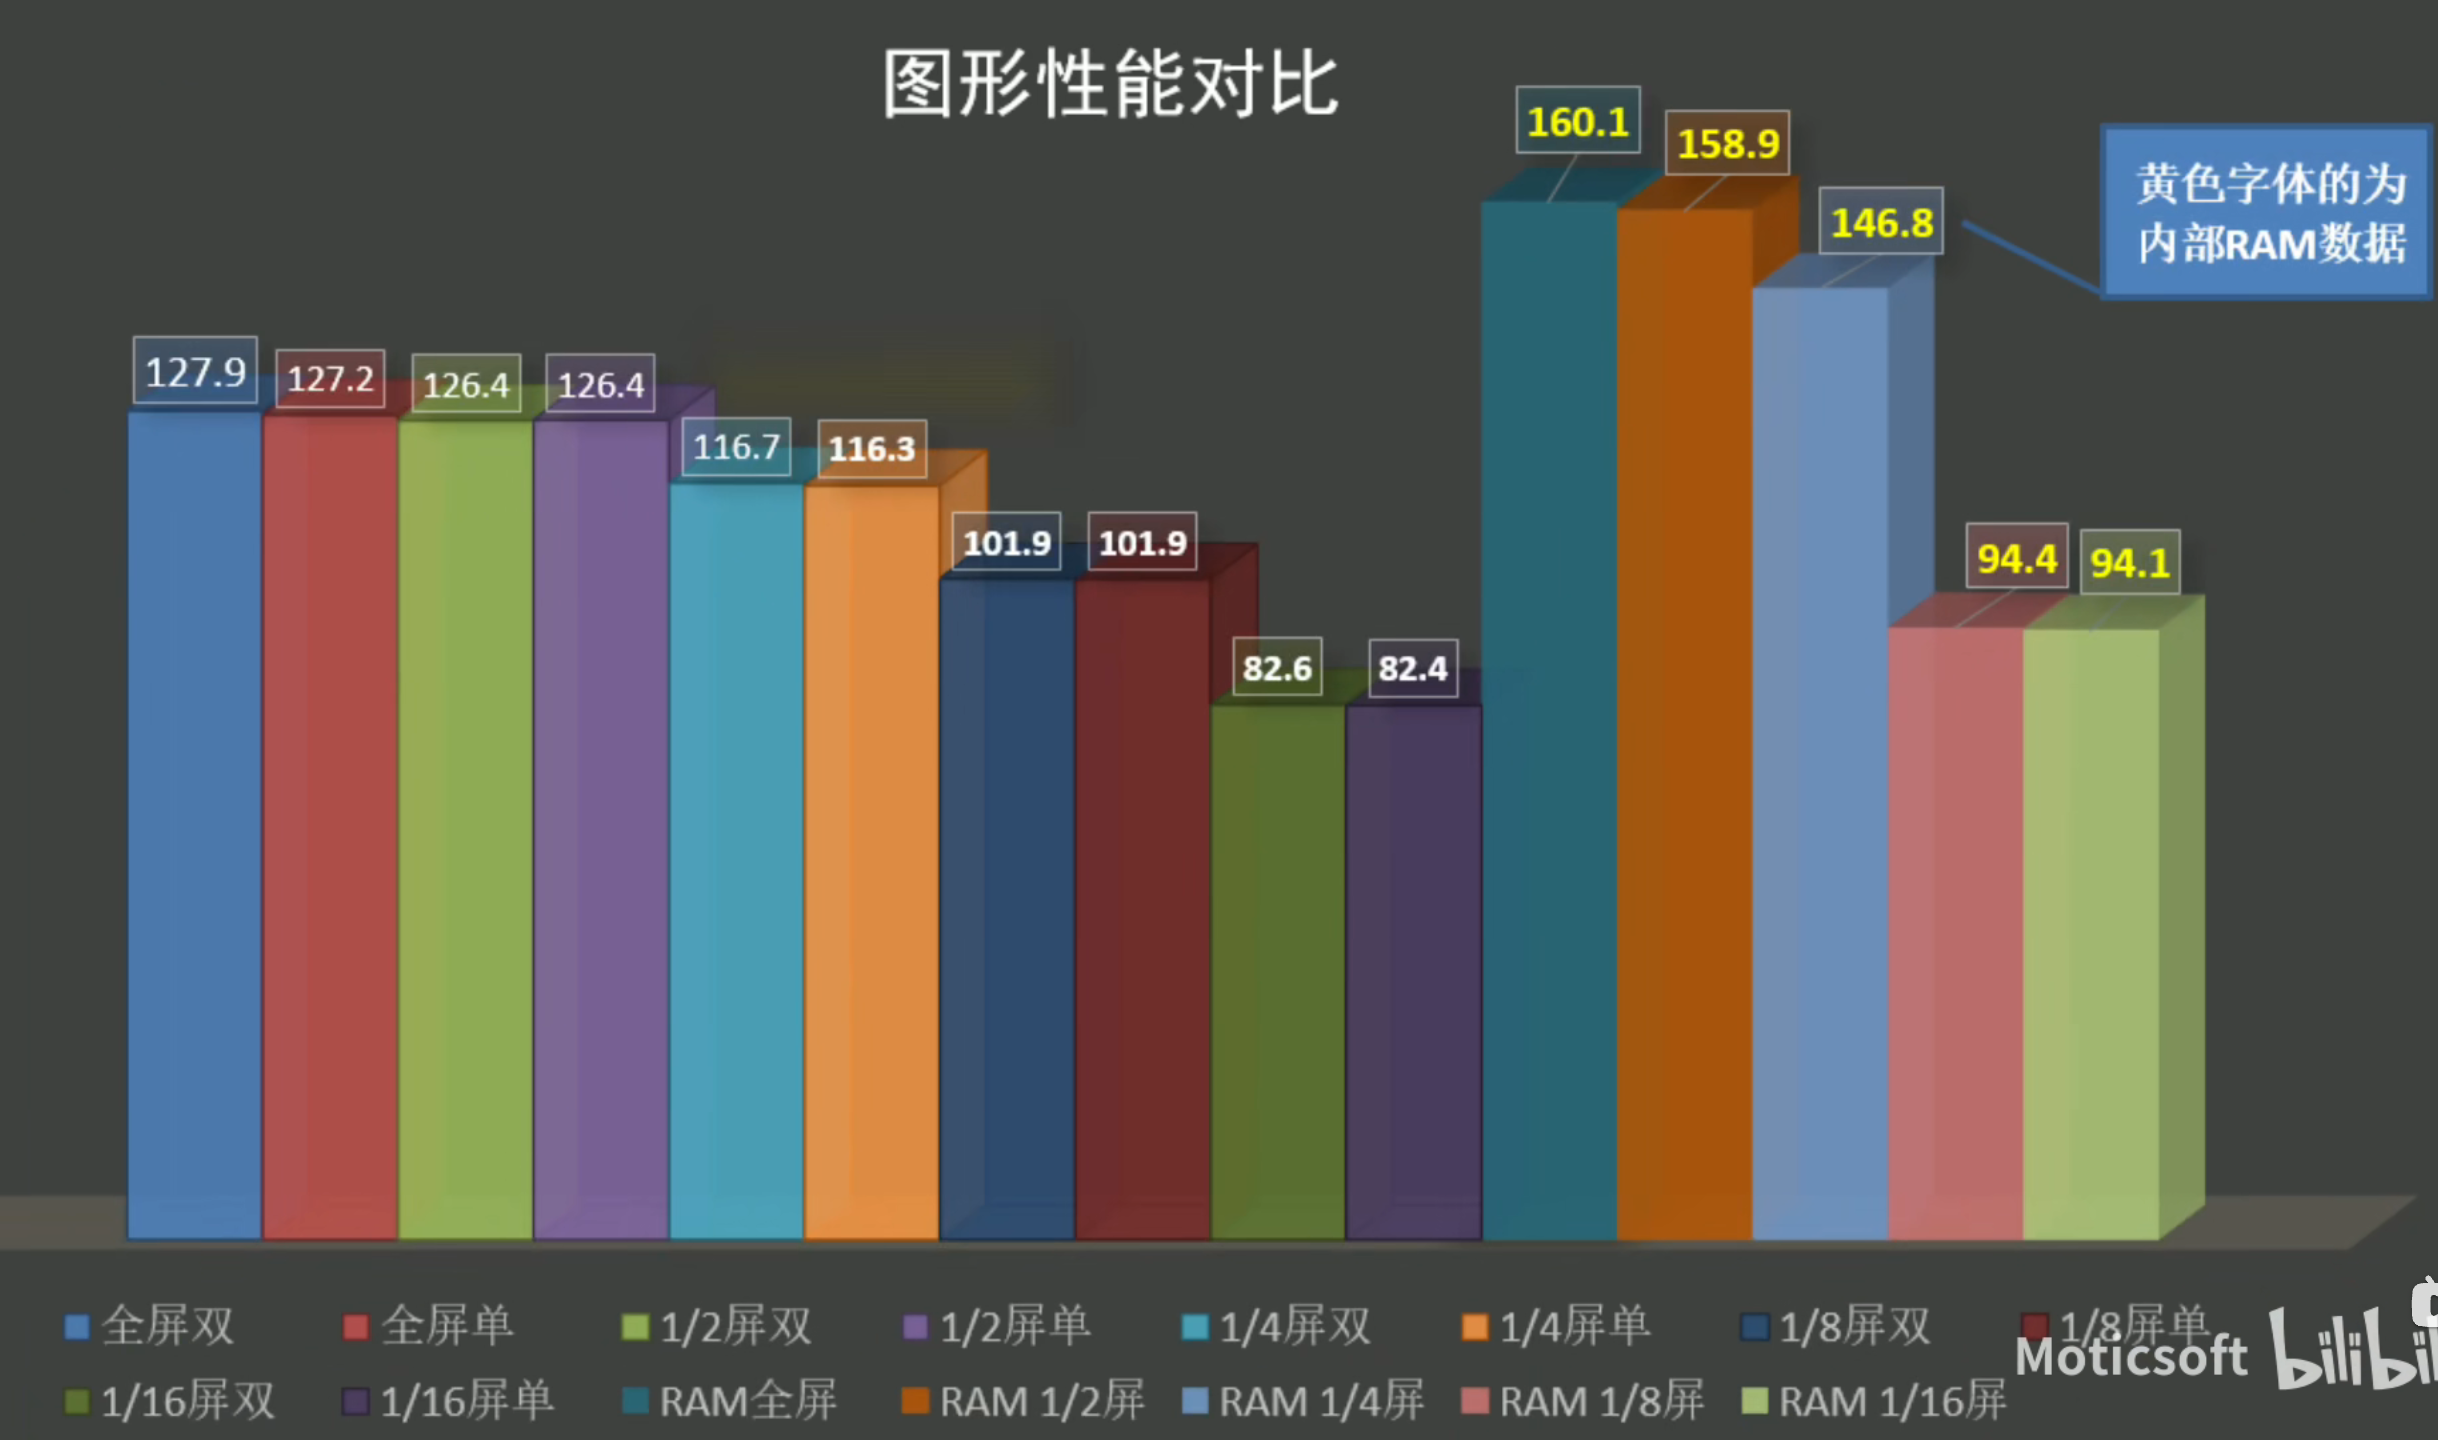 图形性能对比
160.1
158.9
146.8
黄色字体的为
内部RAM数据
127.9
127.2
126.4
126.4
116.7
116.3
101.9
101.9
82.6
82.4
94.4
94.1
全屏双
全屏单
1/2屏双
1/2屏单
1/4屏双
1/4屏单
1/8屏双
1/8屏单
1/16屏双
1/16屏单
RAM全屏
RAM 1/2屏
RAM 1/4屏
RAM 1/8屏
RAM 1/16屏
Moticsoft